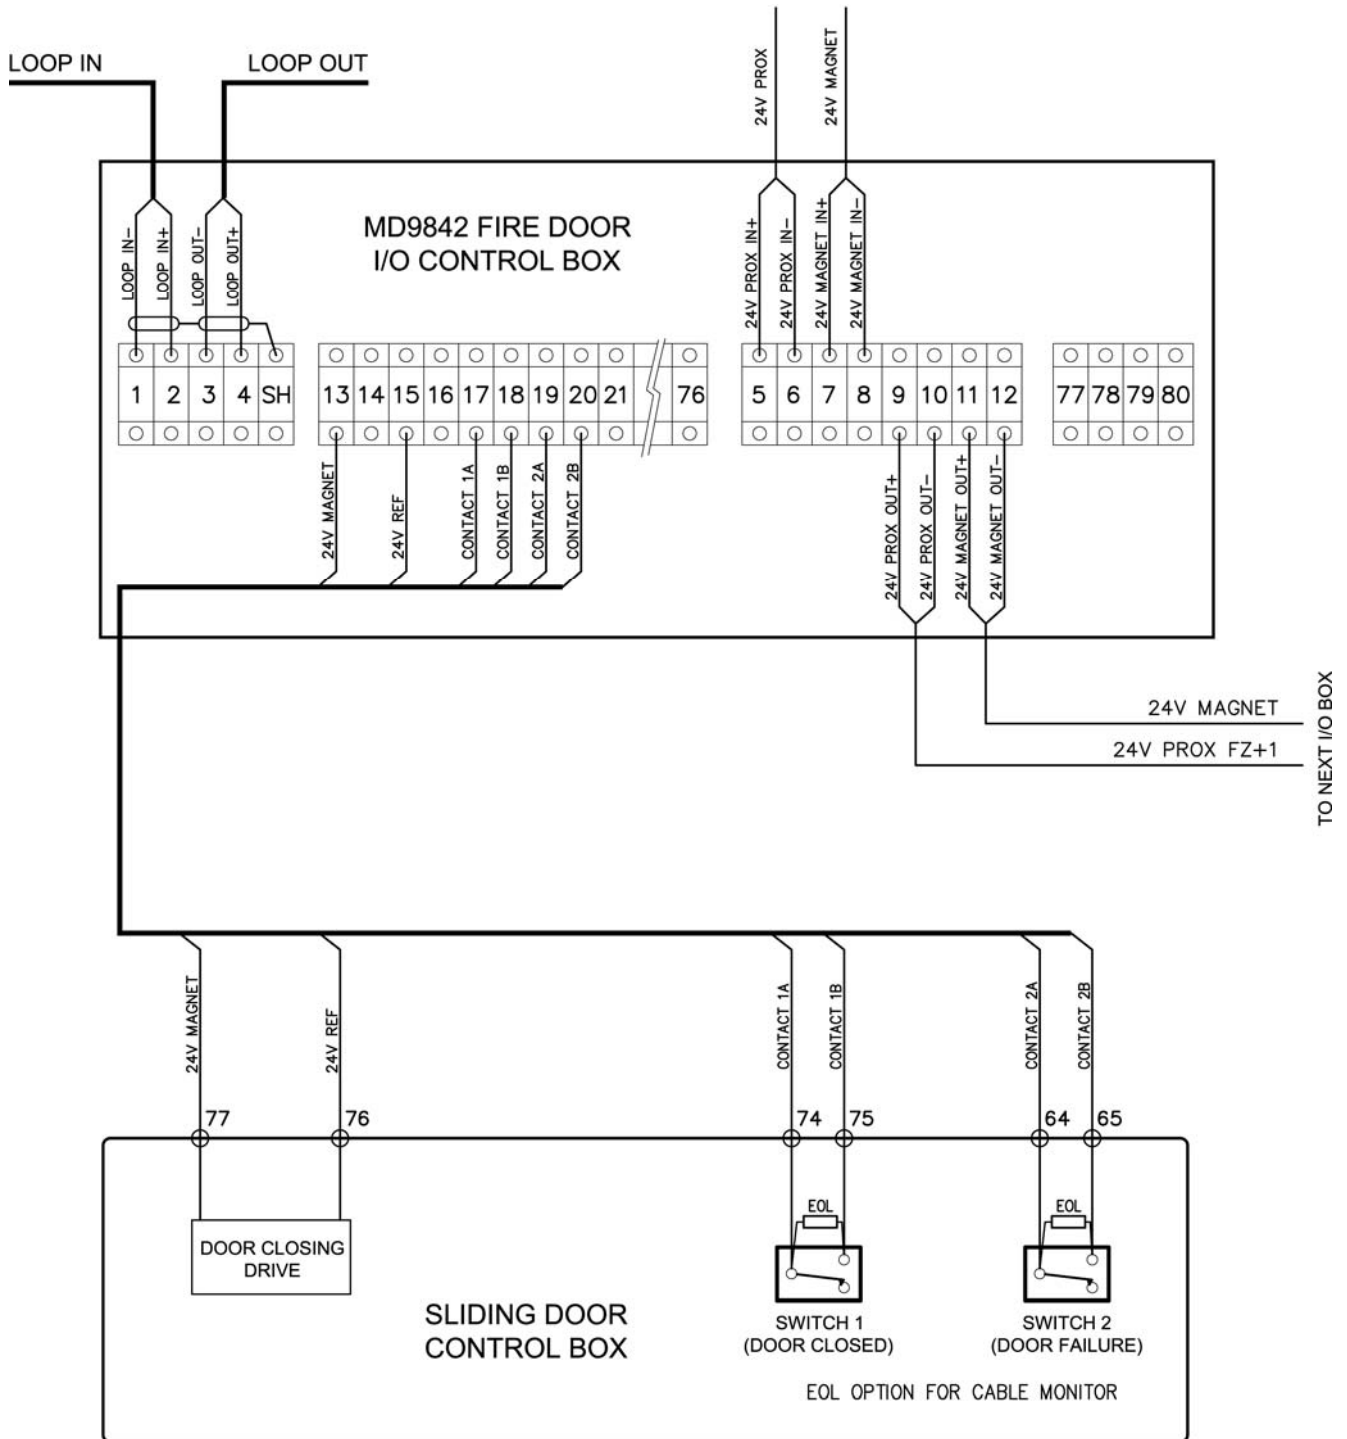 LOOP IN
LOOP OUT
24V PROX
24V MAGNET
MD9842 FIRE DOOR
I/O CONTROL BOX
LOOP IN-
LOOP IN+
LOOP OUT-
LOOP OUT+
24V PROX IN+
24V PROX IN-
24V MAGNET IN+
24V MAGNET IN-
1 2 3 4 SH
13 14 15 16 17 18 19 20 21 76
5 6 7 8 9 10 11 12
77 78 79 80
24V MAGNET
24V REF
CONTACT 1A
CONTACT 1B
CONTACT 2A
CONTACT 2B
24V PROX OUT+
24V PROX OUT-
24V MAGNET OUT+
24V MAGNET OUT-
24V MAGNET
24V PROX FZ+1
TO NEXT I/O BOX
24V MAGNET
24V REF
CONTACT 1A
CONTACT 1B
CONTACT 2A
CONTACT 2B
77 76 74 75 64 65
EOL
EOL
DOOR CLOSING
DRIVE
SLIDING DOOR
CONTROL BOX
SWITCH 1
(DOOR CLOSED)
SWITCH 2
(DOOR FAILURE)
EOL OPTION FOR CABLE MONITOR